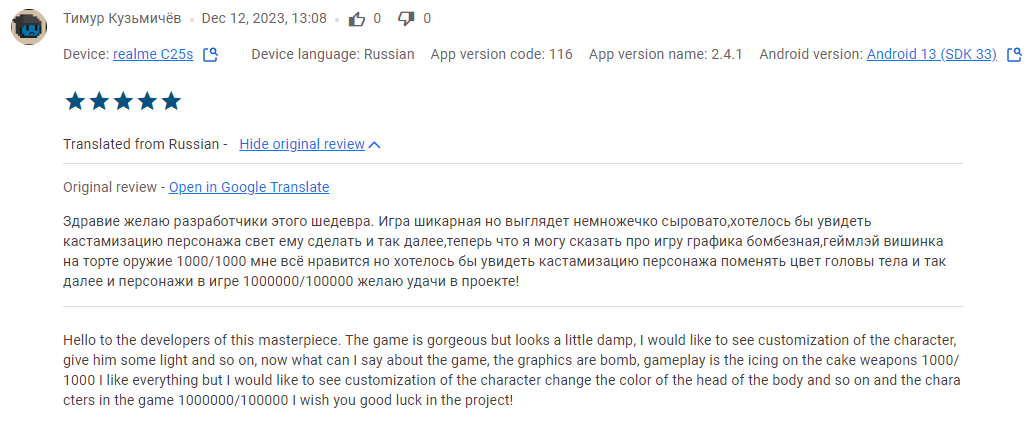 Тимур Кузьмичёв • Dec 12, 2023, 13:08 • 0 0
Device: realme C25s Device language: Russian App version code: 116 App version name: 2.4.1 Android version: Android 13 (SDK 33)
Translated from Russian - Hide original review
Original review - Open in Google Translate
Здравие желаю разработчики этого шедевра. Игра шикарная но выглядет немножечко сыровато,хотелось бы увидеть
кастамизацию персонажа свет ему сделать и так далее,теперь что я могу сказать про игру графика бомбезная,геймлэй вишинка
на торте оружие 1000/1000 мне всё нравится но хотелось бы увидеть кастамизацию персонажа поменять цвет головы тела и так
далее и персонажи в игре 1000000/100000 желаю удачи в проекте!
Hello to the developers of this masterpiece. The game is gorgeous but looks a little damp, I would like to see customization of the character,
give him some light and so on, now what can I say about the game, the graphics are bomb, gameplay is the icing on the cake weapons 1000/
1000 I like everything but I would like to see customization of the character change the color of the head of the body and so on and the chara
cters in the game 1000000/100000 I wish you good luck in the project!